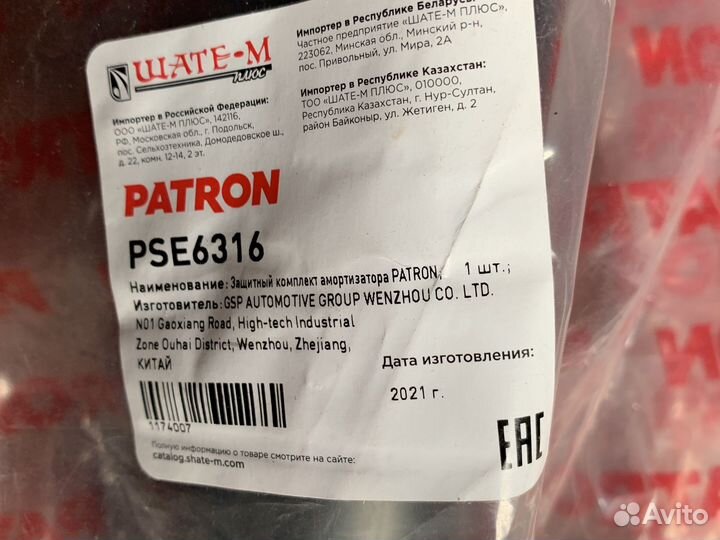 ШАТЕ-М
ПЛЮС
Импортер в Российской Федерации:
ООО «ШАТЕ-М ПЛЮС», 142116,
РФ, Московская обл., г. Подольск,
пос. Сельхозтехника, Домодедовское ш.,
д. 22, комн. 12-14, 2 эт.
Импортер в Республике Беларусь:
Частное предприятие «ШАТЕ-М ПЛЮС»,
223062, Минская обл., Минский р-н,
пос. Привольный, ул. Мира, 2А
Импортер в Республике Казахстан:
ТОО «ШАТЕ-М ПЛЮС», 010000,
Республика Казахстан, г. Нур-Султан,
район Байконыр, ул. Жетиген, д. 2
PATRON
PSE6316
Наименование: Защитный комплект амортизатора PATRON, 1 шт.;
Изготовитель: GSP AUTOMOTIVE GROUP WENZHOU CO. LTD.
N01 Gaoxiang Road, High-tech Industrial
Zone Ouhai District, Wenzhou, Zhejiang,
КИТАЙ
Дата изготовления:
2021 г.
1174007
Полную информацию о товаре смотрите на сайте:
catalog.shate-m.com
EAC
Avito